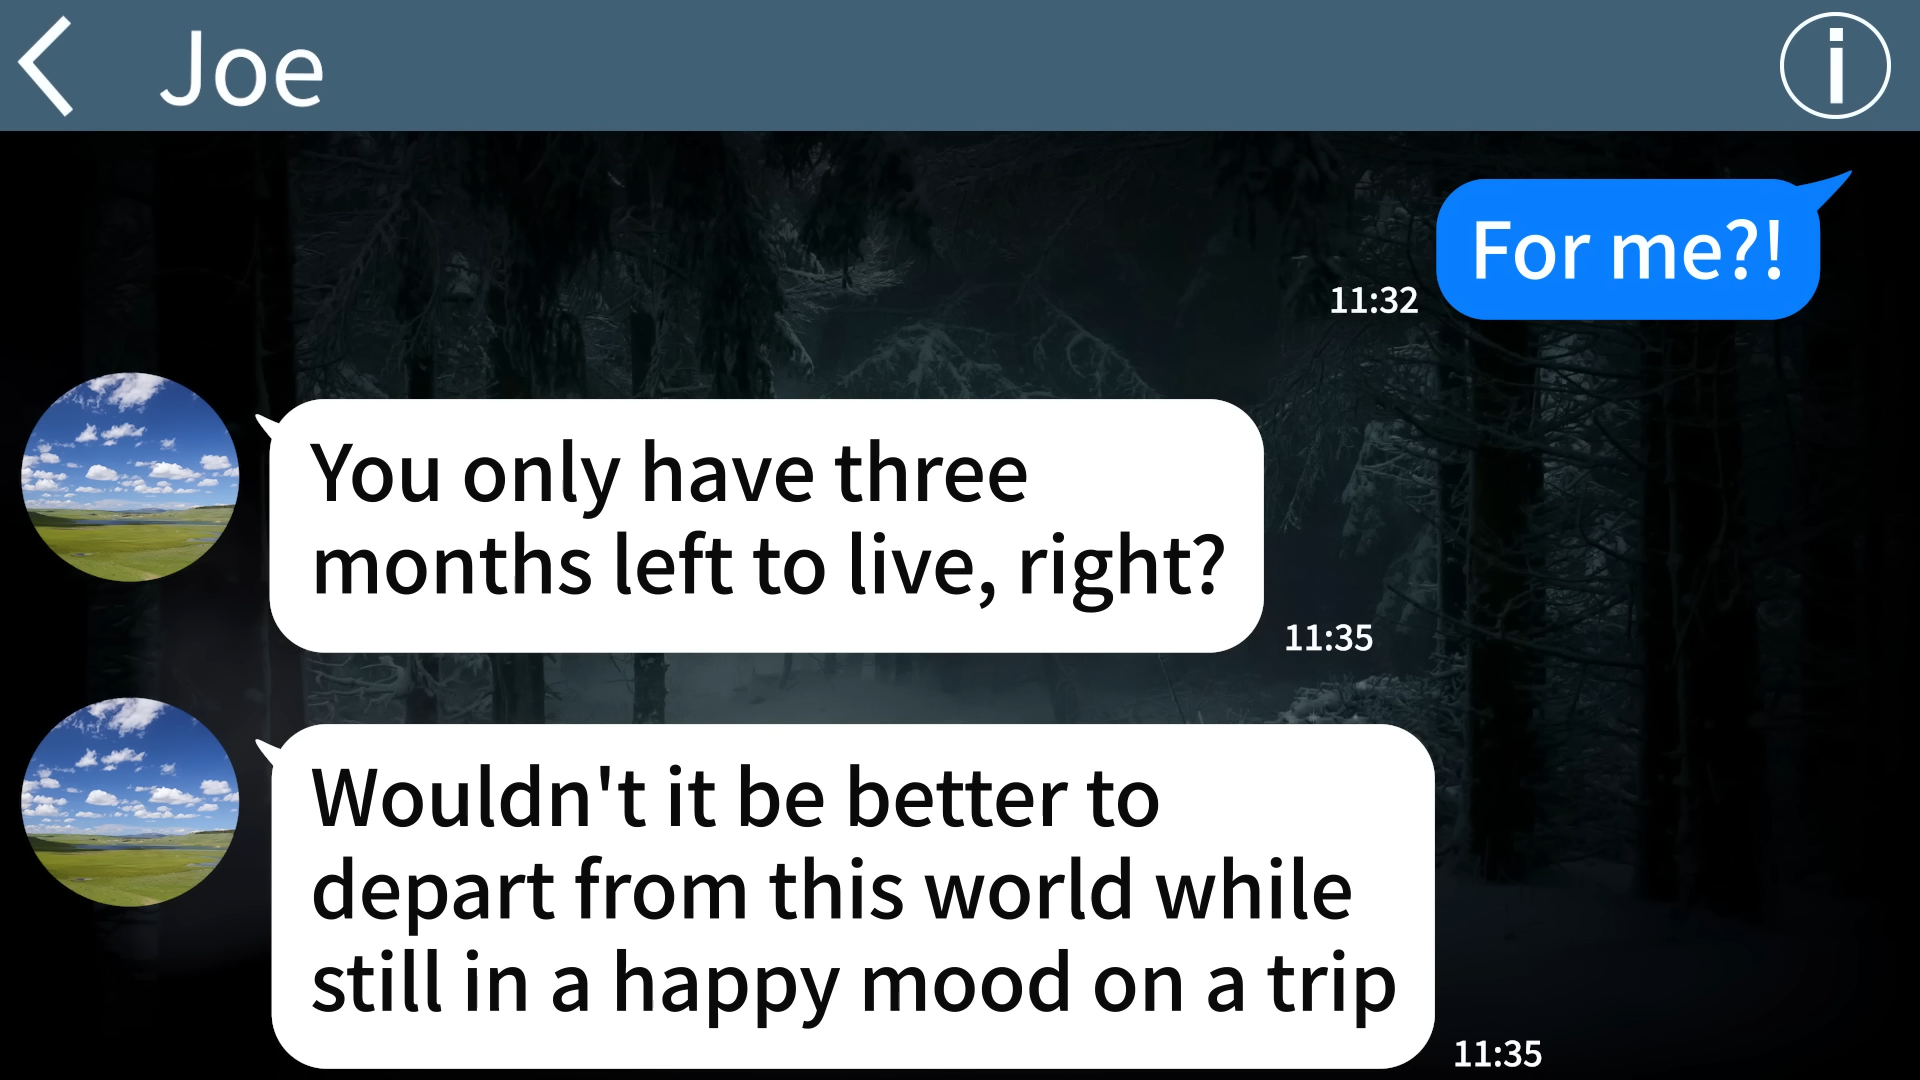 Joe
For me?!
11:32
You only have three
months left to live, right?
11:35
Wouldn't it be better to
depart from this world while
still in a happy mood on a trip
11:35